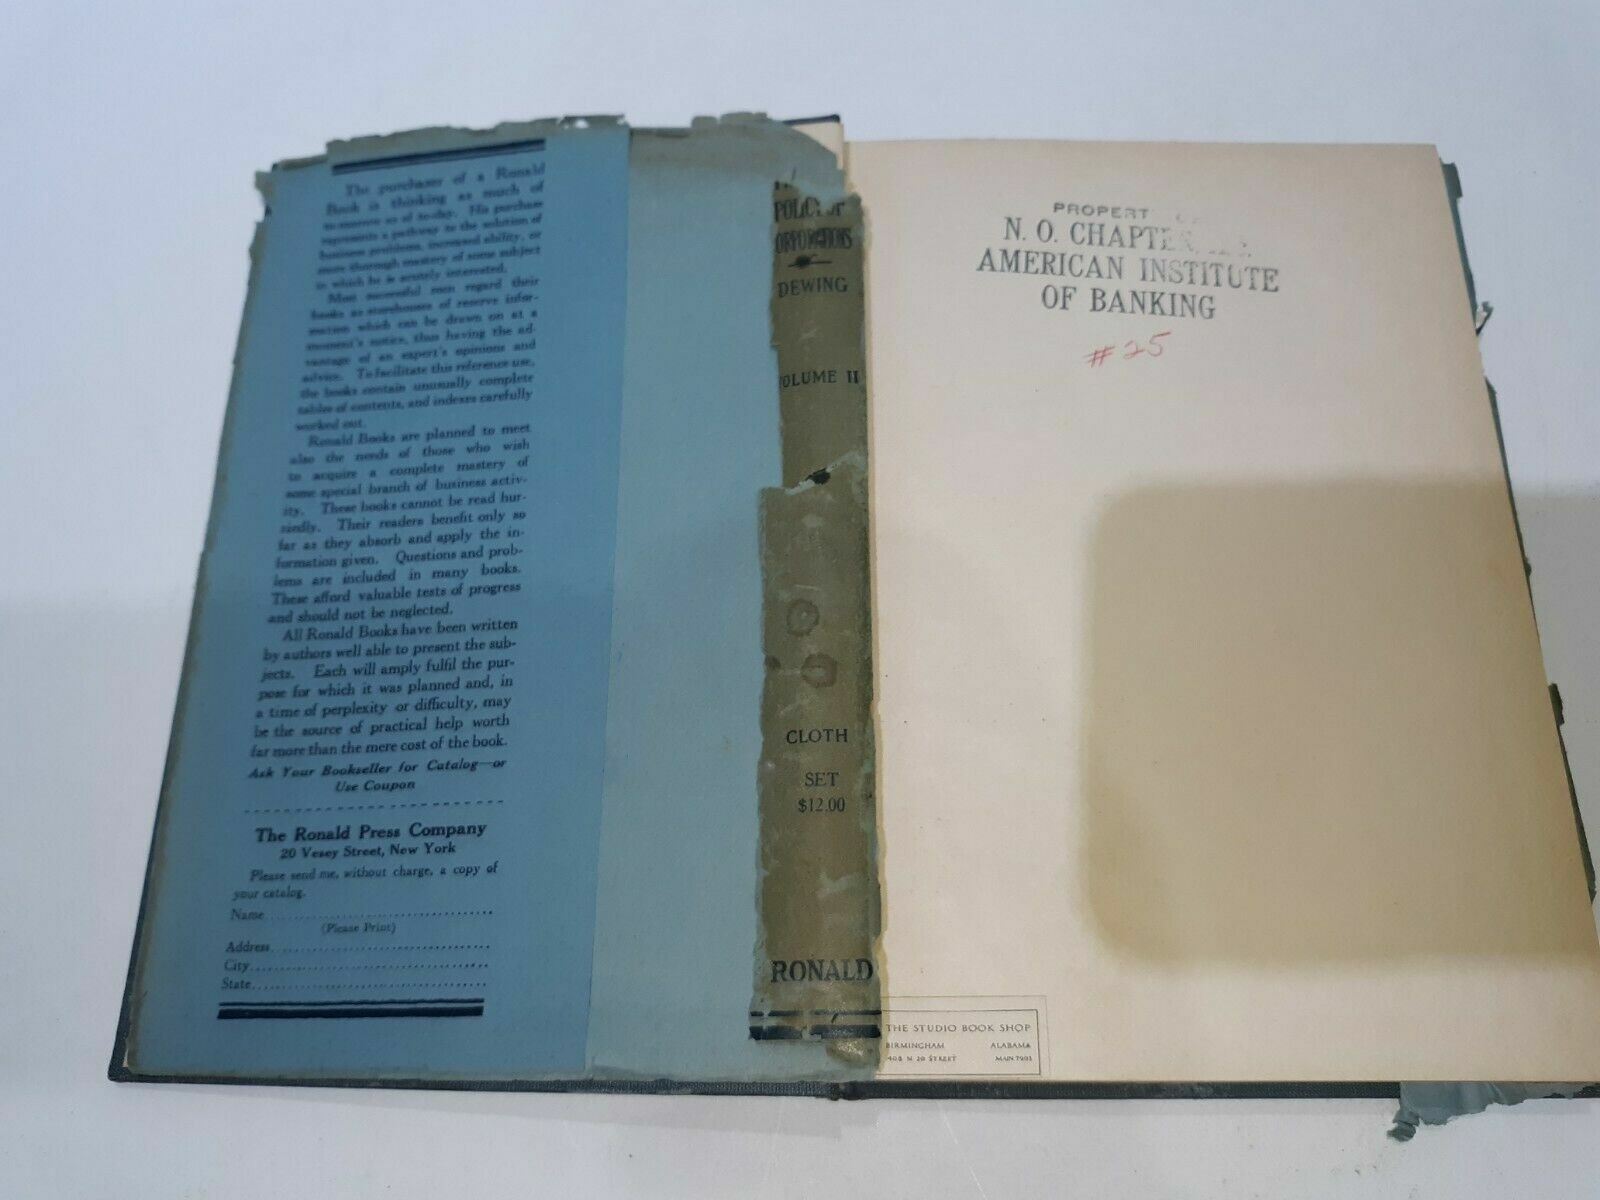 The purchaser of a Ronald
Book is thinking as much of
to-morrow as of to-day. His purchase
represents a pathway to the solution of
business problems, increased ability, or
more thorough mastery of some subject
in which he is acutely interested.
Most successful men regard their
books as storehouses of reserve infor-
mation which can be drawn on at a
moment's notice, thus having the ad-
vantage of an expert's opinions and
advice. To facilitate this reference use,
the books contain unusually complete
tables of contents, and indexes carefully
worked out.
Ronald Books are planned to meet
also the needs of those who wish
to acquire a complete mastery of
some special branch of business activ-
ity. These books cannot be read hur-
riedly. Their readers benefit only so
far as they absorb and apply the in-
formation given. Questions and prob-
lems are included in many books.
These afford valuable tests of progress
and should not be neglected.
All Ronald Books have been written
by authors well able to present the sub-
jects. Each will amply fulfil the pur-
pose for which it was planned and, in
a time of perplexity or difficulty, may
be the source of practical help worth
far more than the mere cost of the book.
Ask Your Bookseller for Catalog—or
Use Coupon
The Ronald Press Company
20 Vesey Street, New York
Please send me, without charge, a copy of
your catalog.
Name
(Please Print)
Address
City
State
POLICY OF
CORPORATIONS
DEWING
VOLUME II
CLOTH
SET
$12.00
RONALD
PROPERT
N. O. CHAPTE
AMERICAN INSTITUTE
OF BANKING
#25
THE STUDIO BOOK SHOP
BIRMINGHAM ALABAMA
408 N 20 STREET MAIN 7901